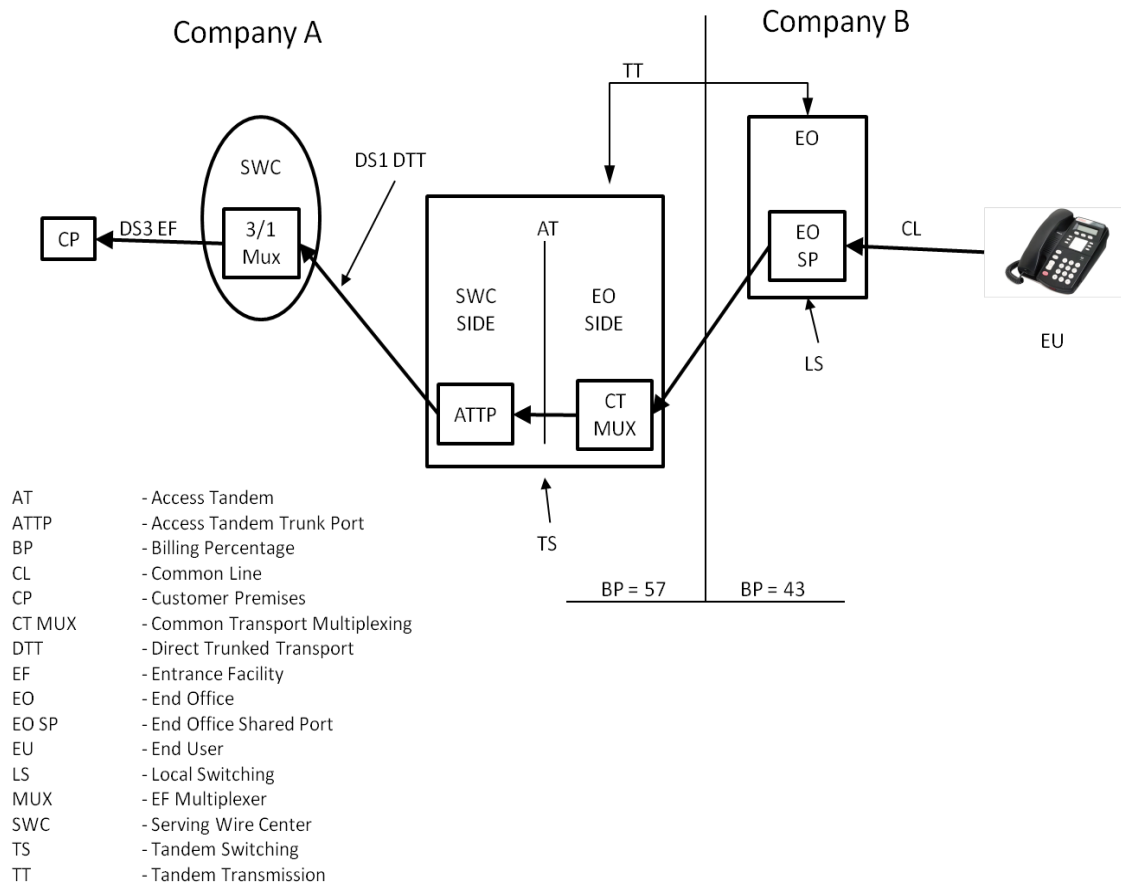 Company A
Company B
TT
EO
SWC
DS1 DTT
AT
CP
DS3 EF
3/1
Mux
EO
SP
CL
SWC
SIDE
EO
SIDE
EU
LS
ATTP
CT
MUX
TS
BP = 57
BP = 43
AT - Access Tandem
ATTP - Access Tandem Trunk Port
BP - Billing Percentage
CL - Common Line
CP - Customer Premises
CT MUX - Common Transport Multiplexing
DTT - Direct Trunked Transport
EF - Entrance Facility
EO - End Office
EO SP - End Office Shared Port
EU - End User
LS - Local Switching
MUX - EF Multiplexer
SWC - Serving Wire Center
TS - Tandem Switching
TT - Tandem Transmission